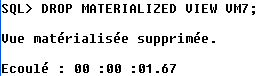 SQL> DROP MATERIALIZED VIEW VM7;
Vue matérialisée supprimée.
Ecoulé : 00 :00 :01.67